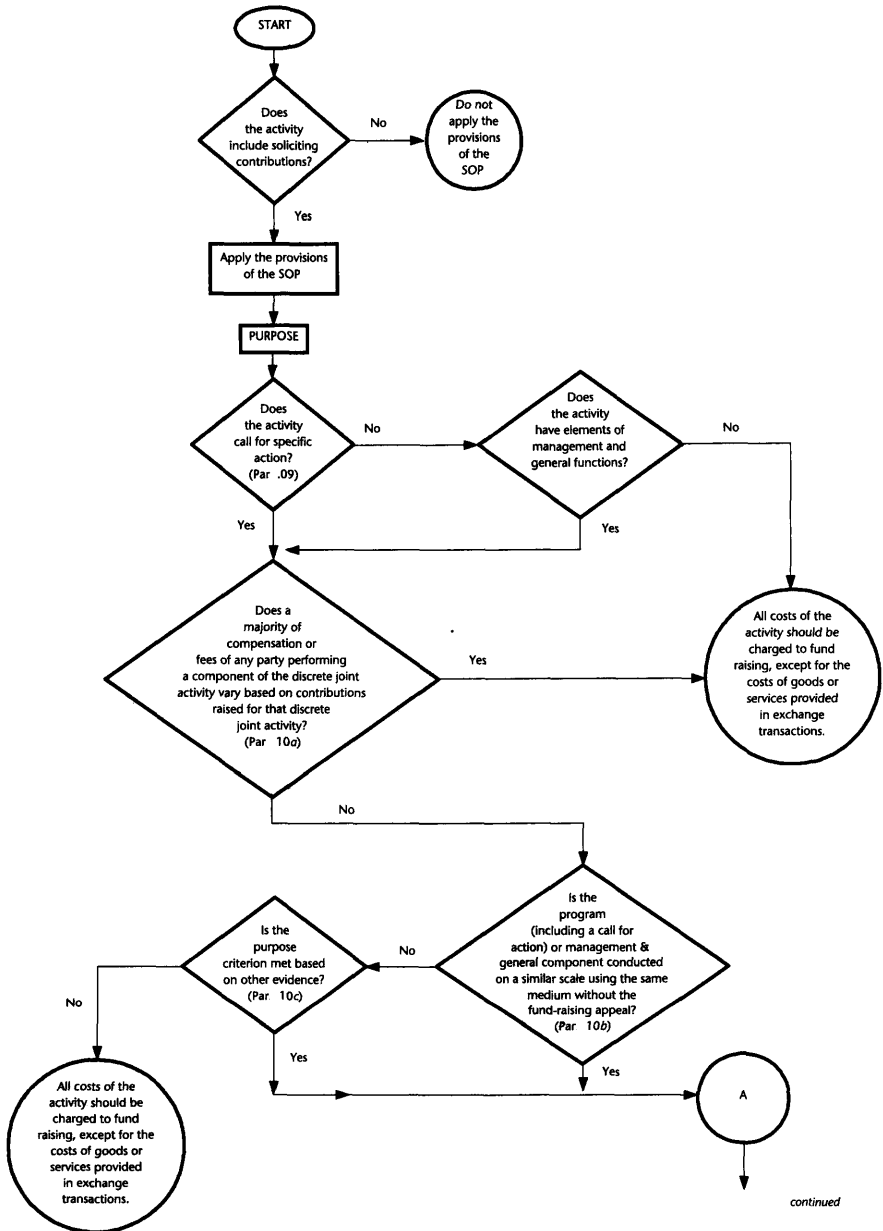 START
Does
the activity
include soliciting
contributions?
No
Do not
apply the
provisions
of the
SOP
Yes
Apply the provisions
of the SOP
PURPOSE
Does
the activity
call for specific
action?
(Par .09)
No
Does
the activity
have elements of
management and
general functions?
No
Yes
Yes
Does a
majority of
compensation or
fees of any party performing
a component of the discrete joint
activity vary based on contributions
raised for that discrete
joint activity?
(Par 10a)
Yes
All costs of the
activity should be
charged to fund
raising, except for the
costs of goods or
services provided
in exchange
transactions.
No
Is the
program
(including a call for
action) or management &
general component conducted
on a similar scale using the same
medium without the
fund-raising appeal?
(Par 10b)
No
Is the
purpose
criterion met based
on other evidence?
(Par 10c)
No
Yes
Yes
All costs of the
activity should be
charged to fund
raising, except for the
costs of goods or
services provided
in exchange
transactions.
A
continued